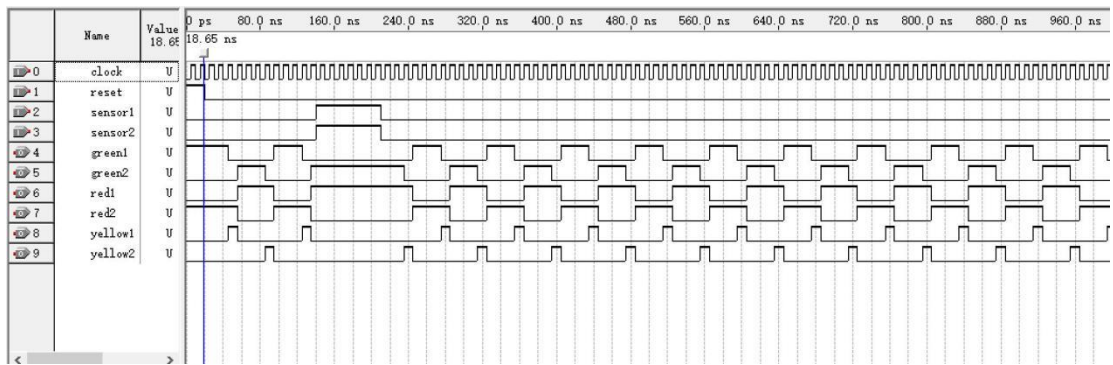 Name Value 18.65 0 ps 80.0 ns 160.0 ns 240.0 ns 320.0 ns 400.0 ns 480.0 ns 560.0 ns 640.0 ns 720.0 ns 800.0 ns 880.0 ns 960.0 ns
18.65 ns
0 clock U
1 reset U
2 sensor1 U
3 sensor2 U
4 green1 U
5 green2 U
6 red1 U
7 red2 U
8 yellow1 U
9 yellow2 U